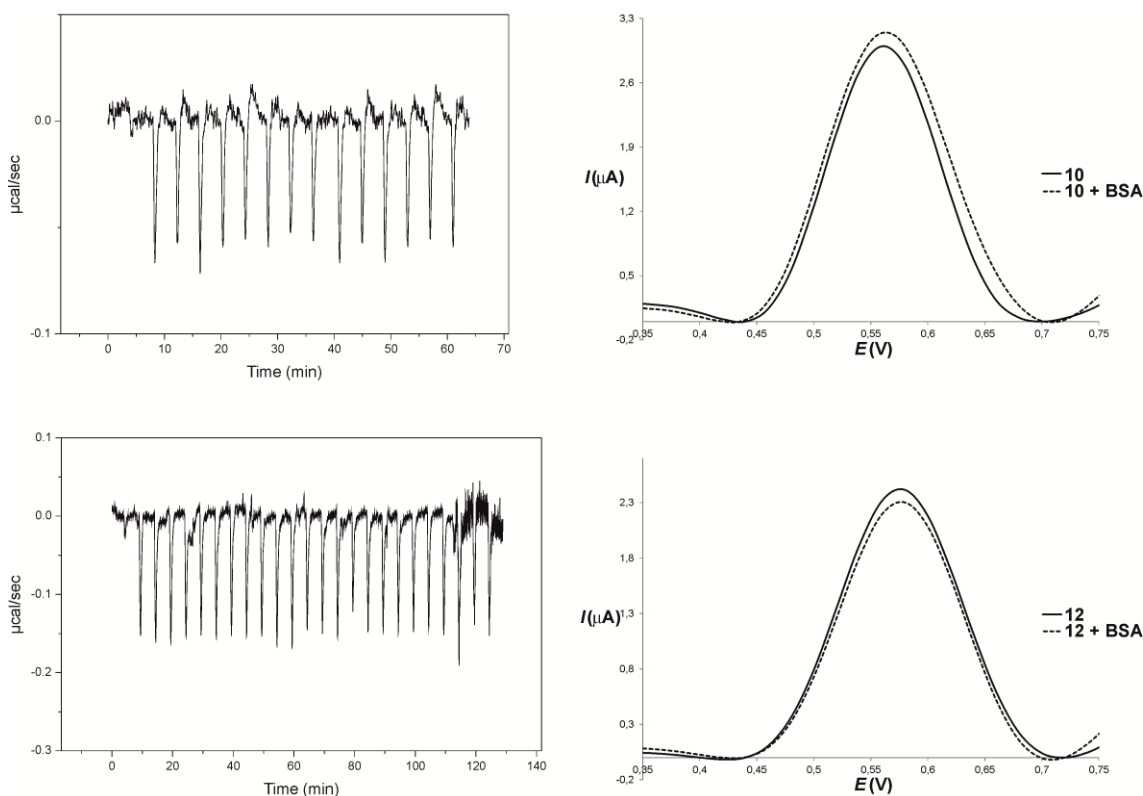 µcal/sec
0.0
-0.1
0 10 20 30 40 50 60 70
Time (min)
3,3
2,6
1,9
1,2
0,5
-0,2
I(µA)
0,35 0,4 0,45 0,5 0,55 0,6 0,65 0,7 0,75
E(V)
10
10 + BSA
µcal/sec
0.1
0.0
-0.1
-0.2
-0.3
0 20 40 60 80 100 120 140
Time (min)
2,3
1,8
1,3
0,8
0,3
-0,2
I(µA)
0,35 0,4 0,45 0,5 0,55 0,6 0,65 0,7 0,75
E(V)
12
12 + BSA